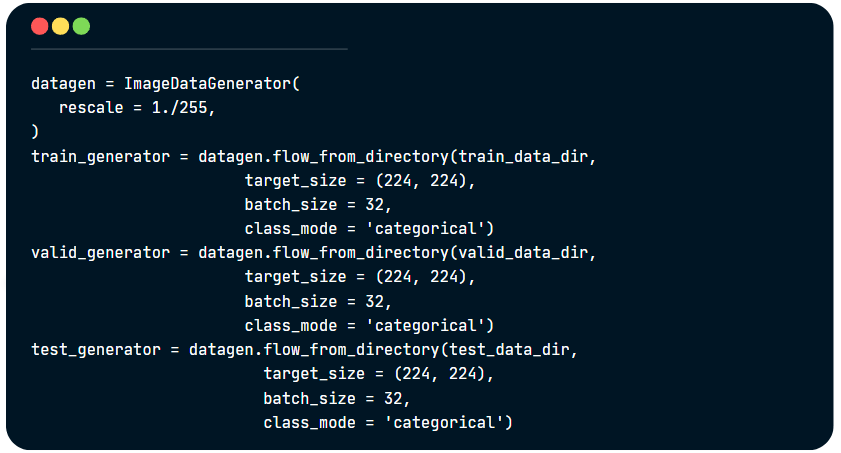 datagen = ImageDataGenerator(
   rescale = 1./255,
)
train_generator = datagen.flow_from_directory(train_data_dir,
                       target_size = (224, 224),
                       batch_size = 32,
                       class_mode = 'categorical')
valid_generator = datagen.flow_from_directory(valid_data_dir,
                       target_size = (224, 224),
                       batch_size = 32,
                       class_mode = 'categorical')
test_generator = datagen.flow_from_directory(test_data_dir,
                         target_size = (224, 224),
                         batch_size = 32,
                         class_mode = 'categorical')